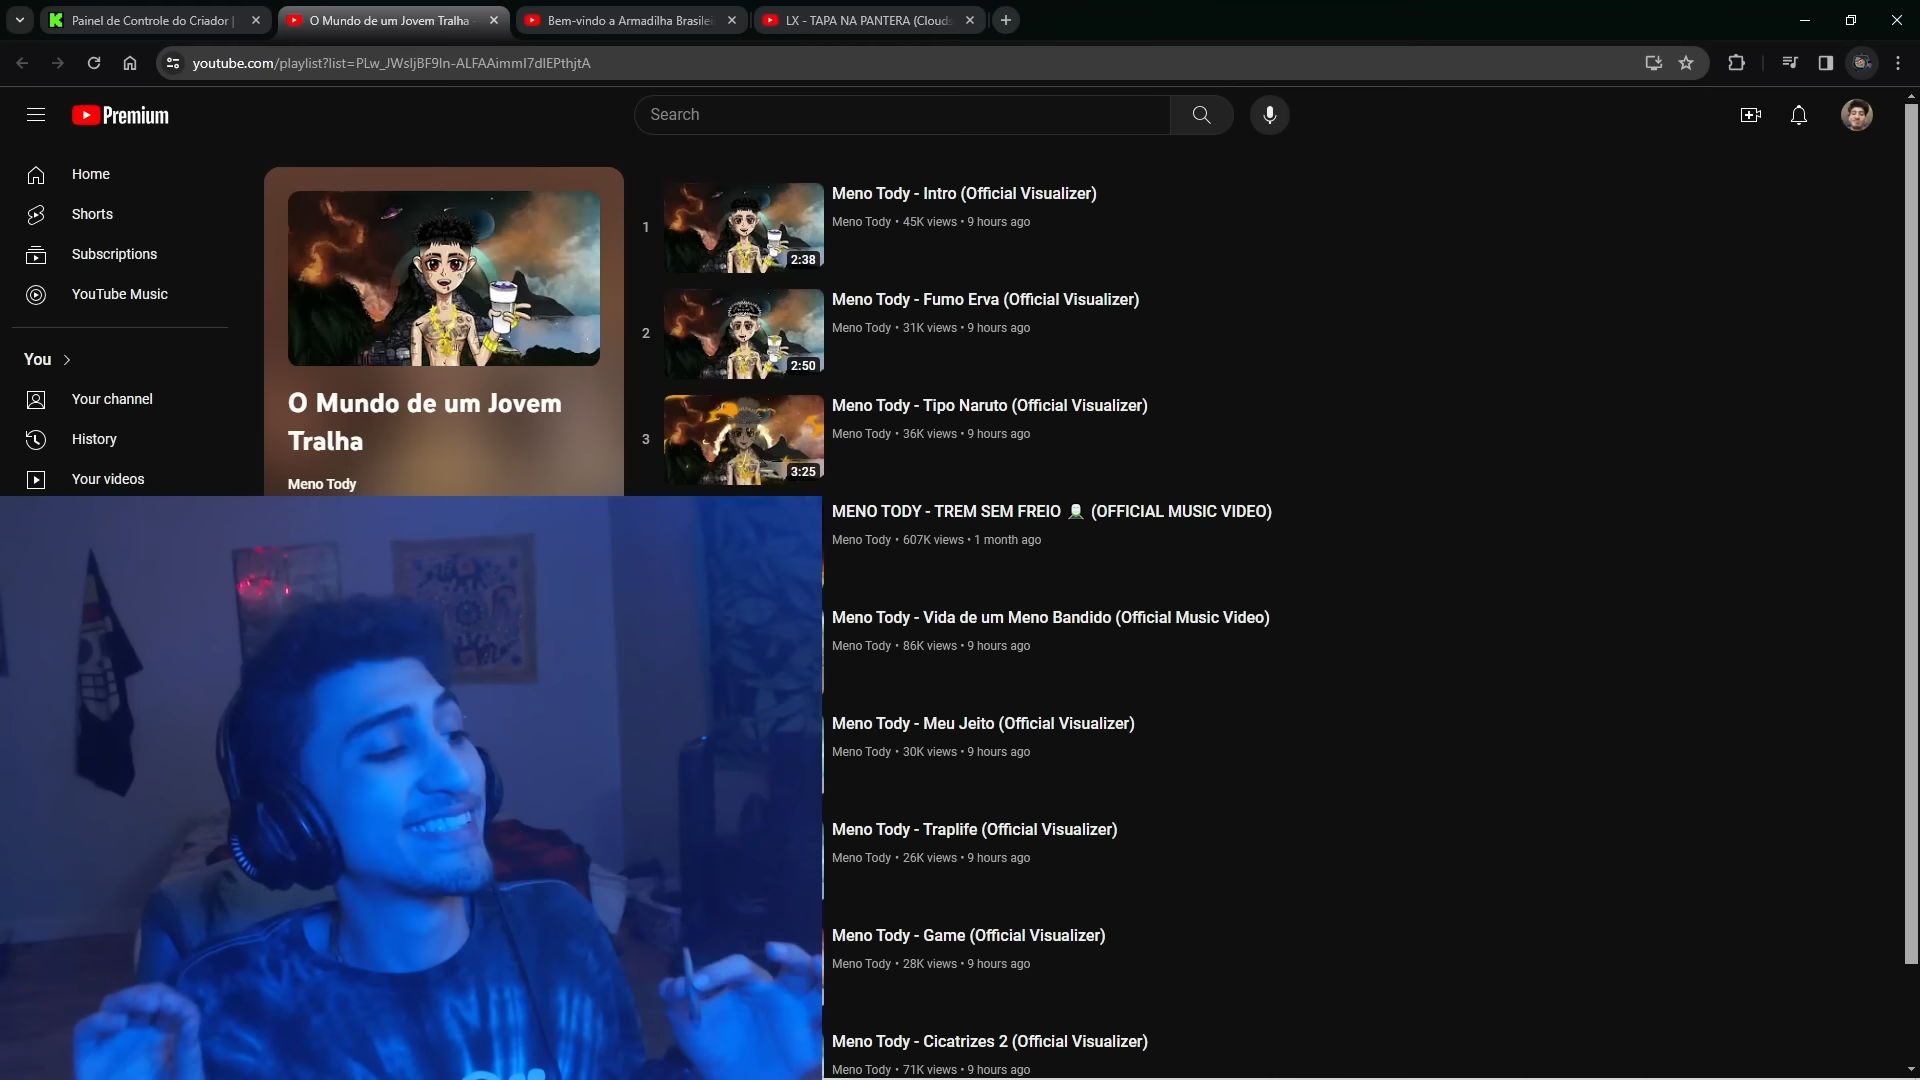 Painel de Controle do Criador |
O Mundo de um Jovem Tralha -
Bem-vindo a Armadilha Brasilei
LX - TAPA NA PANTERA (Clouds
youtube.com/playlist?list=PLw_JWsljBF9ln-ALFAAimmI7dlEPthjtA
Premium
Search
Home
Shorts
Subscriptions
YouTube Music
You
Your channel
History
Your videos
O Mundo de um Jovem
Tralha
Meno Tody
1
2:38
Meno Tody - Intro (Official Visualizer)
Meno Tody • 45K views • 9 hours ago
2
2:50
Meno Tody - Fumo Erva (Official Visualizer)
Meno Tody • 31K views • 9 hours ago
3
3:25
Meno Tody - Tipo Naruto (Official Visualizer)
Meno Tody • 36K views • 9 hours ago
MENO TODY - TREM SEM FREIO 🚊 (OFFICIAL MUSIC VIDEO)
Meno Tody • 607K views • 1 month ago
Meno Tody - Vida de um Meno Bandido (Official Music Video)
Meno Tody • 86K views • 9 hours ago
Meno Tody - Meu Jeito (Official Visualizer)
Meno Tody • 30K views • 9 hours ago
Meno Tody - Traplife (Official Visualizer)
Meno Tody • 26K views • 9 hours ago
Meno Tody - Game (Official Visualizer)
Meno Tody • 28K views • 9 hours ago
Meno Tody - Cicatrizes 2 (Official Visualizer)
Meno Tody • 71K views • 9 hours ago